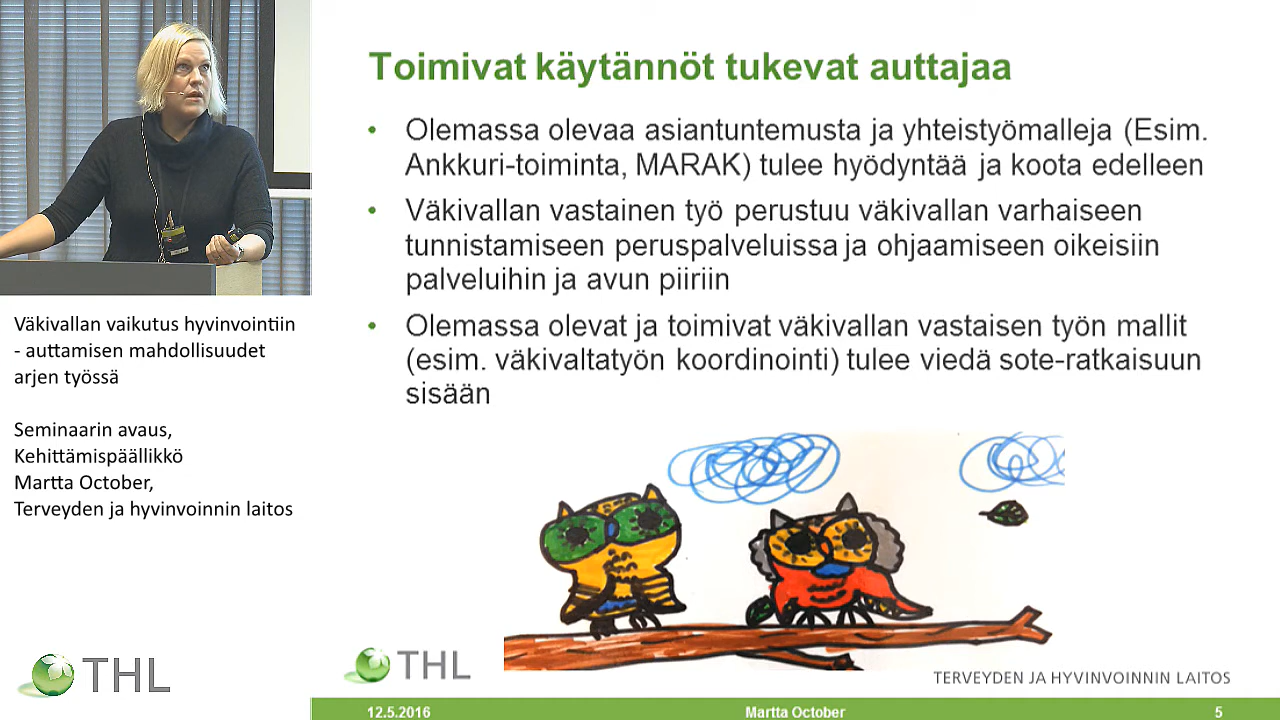 Toimivat käytännöt tukevat auttajaa
• Olemassa olevaa asiantuntemusta ja yhteistyömalleja (Esim.
Ankkuri-toiminta, MARAK) tulee hyödyntää ja koota edelleen
• Väkivallan vastainen työ perustuu väkivallan varhaiseen
tunnistamiseen peruspalveluissa ja ohjaamiseen oikeisiin
palveluihin ja avun piiriin
• Olemassa olevat ja toimivat väkivallan vastaisen työn mallit
(esim. väkivaltatyön koordinointi) tulee viedä sote-ratkaisuun
sisään
Väkivallan vaikutus hyvinvointiin
- auttamisen mahdollisuudet
arjen työssä
Seminaarin avaus,
Kehittämispäällikkö
Martta October,
Terveyden ja hyvinvoinnin laitos
THL
THL
TERVEYDEN JA HYVINVOINNIN LAITOS
12.5.2016 Martta October 5